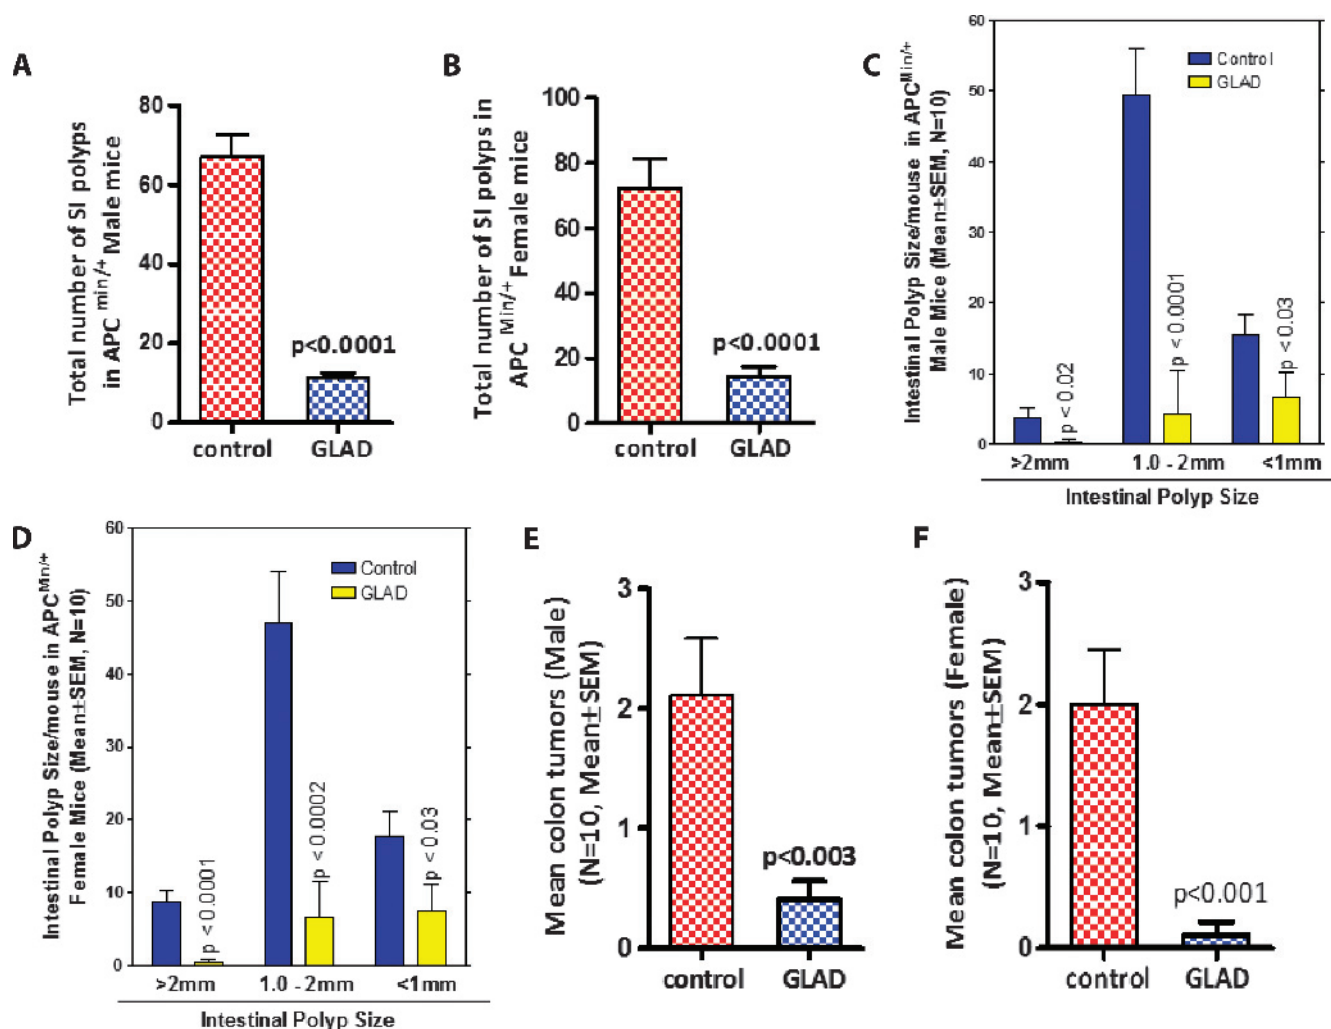 A
Total number of SI polyps
in APC min/+ Male mice
80
60
40
20
0
p<0.0001
control GLAD
B
Total number of SI polyps in
APC Min/+ Female mice
100
80
60
40
20
0
p<0.0001
control GLAD
C
Intestinal Polyp Size/mouse in APCMin/+
Male Mice (Mean±SEM, N=10)
60
50
40
30
20
10
0
Control
GLAD
p < 0.02
p < 0.0001
p < 0.03
>2mm 1.0 - 2mm <1mm
Intestinal Polyp Size
D
Intestinal Polyp Size/mouse in APCMin/+
Female Mice (Mean±SEM, N=10)
60
50
40
30
20
10
0
Control
GLAD
p < 0.0001
p < 0.0002
p < 0.03
>2mm 1.0 - 2mm <1mm
Intestinal Polyp Size
E
Mean colon tumors (Male)
(N=10, Mean±SEM)
3
2
1
0
p<0.003
control GLAD
F
Mean colon tumors (Female)
(N=10, Mean±SEM)
3
2
1
0
p<0.001
control GLAD